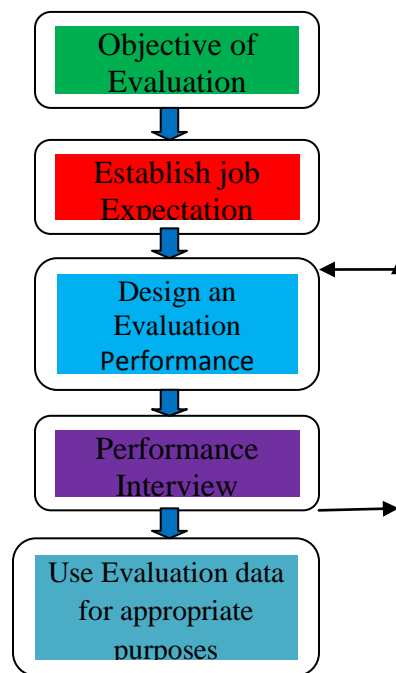 Objective of
Evaluation
Establish job
Expectation
Design an
Evaluation
Performance
Performance
Interview
Use Evaluation data
for appropriate
purposes